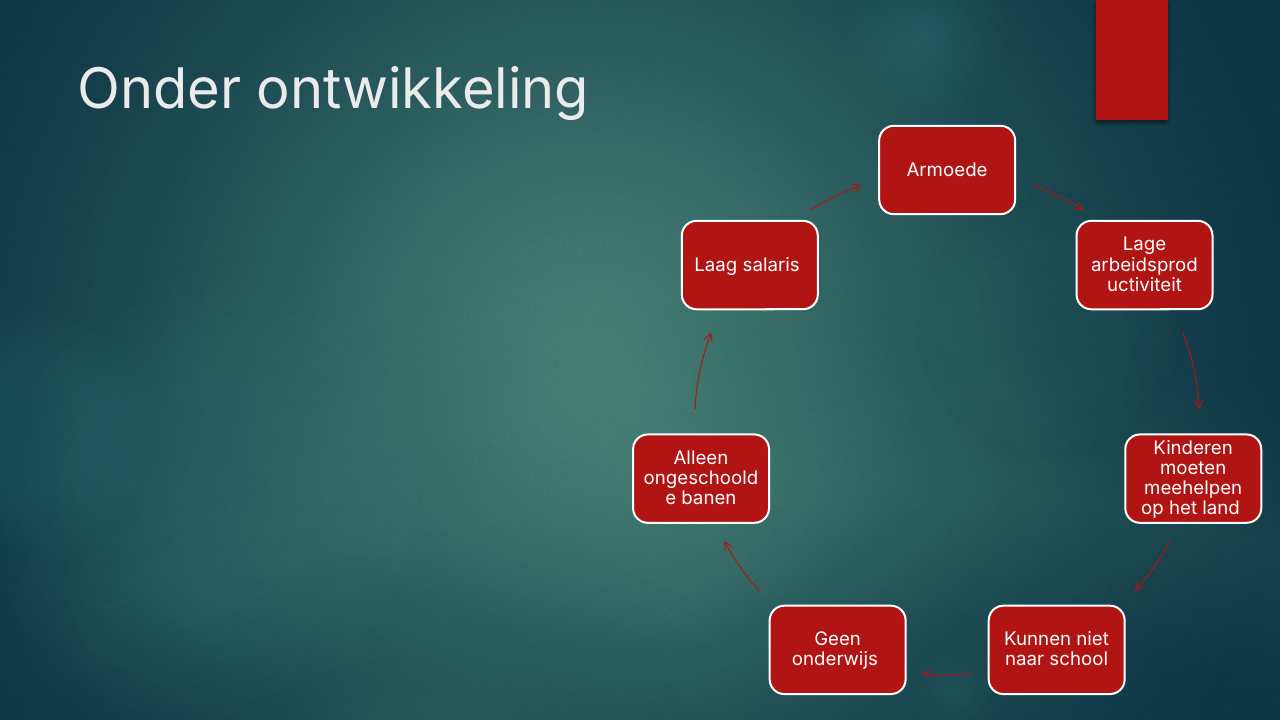 Onder ontwikkeling
Armoede
Lage
arbeidsprod
uctiviteit
Kinderen
moeten
meehelpen
op het land
Kunnen niet
naar school
Geen
onderwijs
Alleen
ongeschoold
e banen
Laag salaris